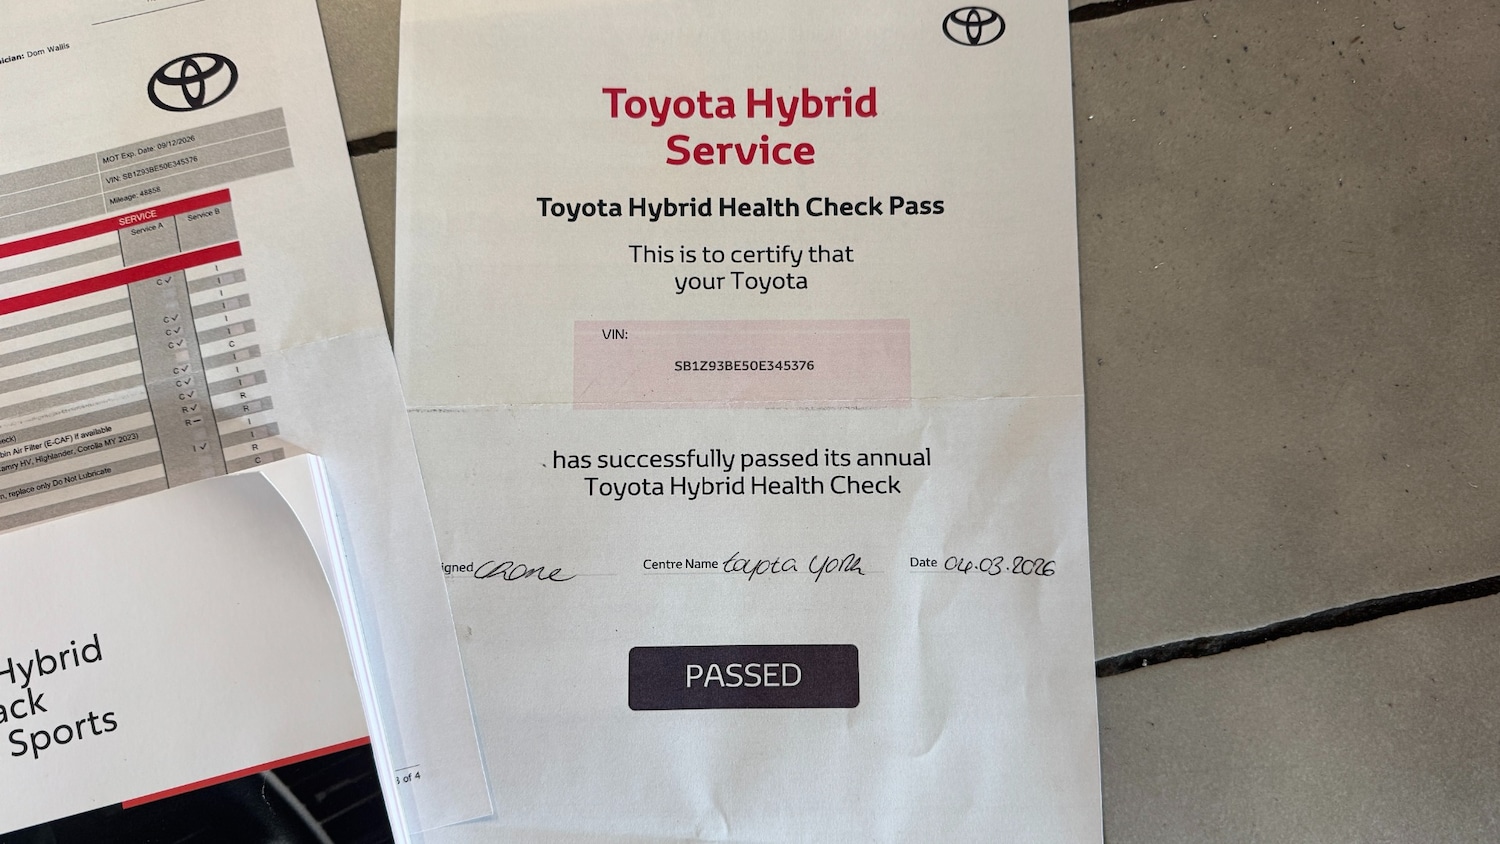 nician: Dom Wallis
MOT Exp. Date: 09/12/2026
VIN: SB1Z93BE50E345376
Mileage: 48858
SERVICE
Service A
Service B
I
C✓
I
I
C✓
I
C✓
I
C✓
C
I
C✓
I
C✓
R
C✓
R
R✓
I
R–
R
I✓
C
eck)
bin Air Filter (E-CAF) if available
amry HV, Highlander, Corolla MY 2023)
n, replace only Do Not Lubricate
Hybrid
ack
Sports
3 of 4
Toyota Hybrid
Service
Toyota Hybrid Health Check Pass
This is to certify that
your Toyota
VIN:
SB1Z93BE50E345376
has successfully passed its annual
Toyota Hybrid Health Check
igned Crone Centre Name toyota york Date 04.03.2026
PASSED